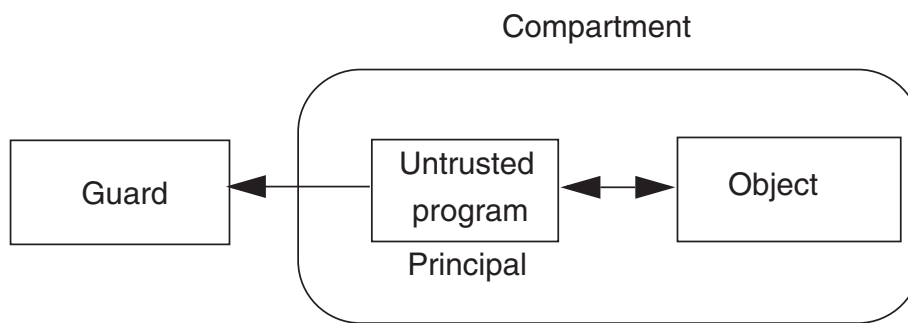 Compartment
Guard
Untrusted
program
Principal
Object